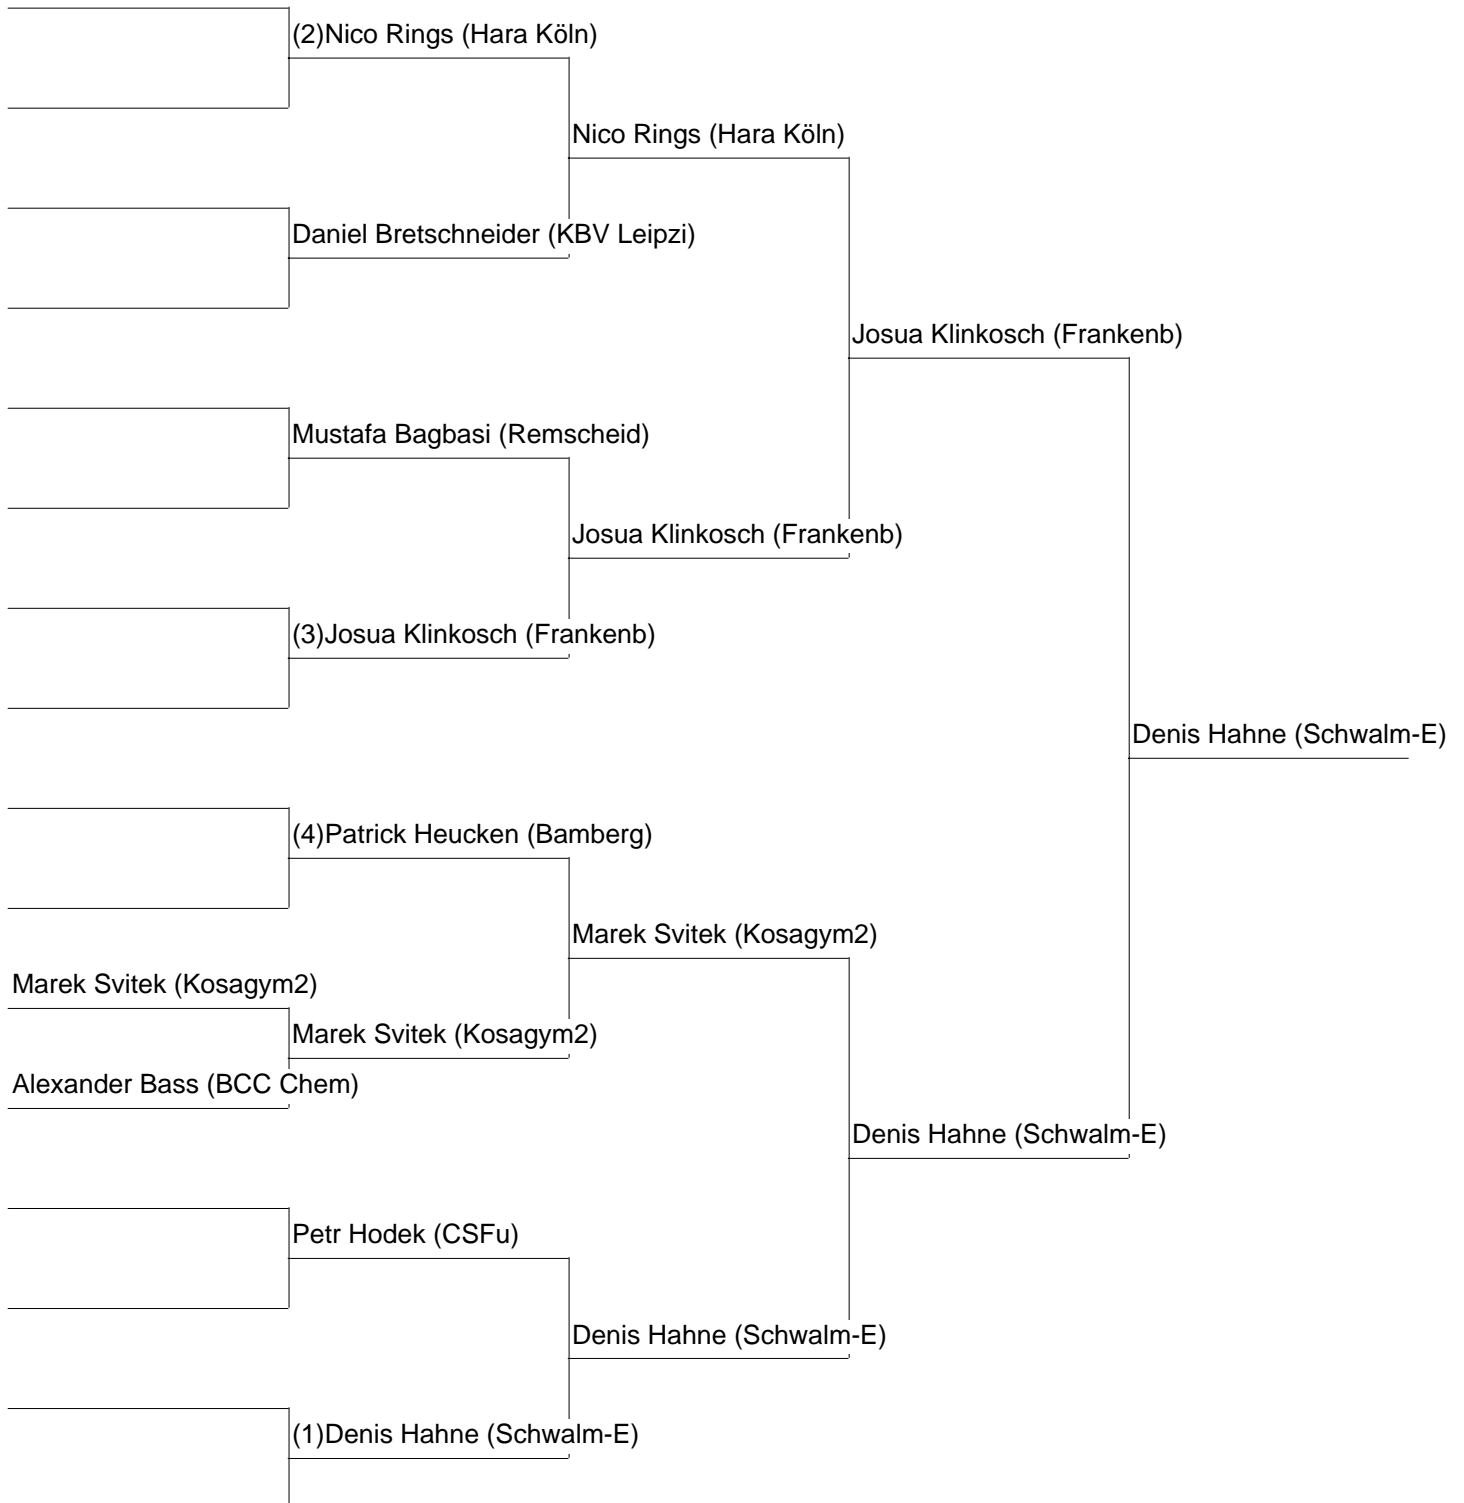 (2)Nico Rings (Hara Köln)
Nico Rings (Hara Köln)
Daniel Bretschneider (KBV Leipzi)
Josua Klinkosch (Frankenb)
Mustafa Bagbasi (Remscheid)
Josua Klinkosch (Frankenb)
(3)Josua Klinkosch (Frankenb)
Denis Hahne (Schwalm-E)
(4)Patrick Heucken (Bamberg)
Marek Svitek (Kosagym2)
Marek Svitek (Kosagym2)
Marek Svitek (Kosagym2)
Alexander Bass (BCC Chem)
Denis Hahne (Schwalm-E)
Petr Hodek (CSFu)
Denis Hahne (Schwalm-E)
(1)Denis Hahne (Schwalm-E)